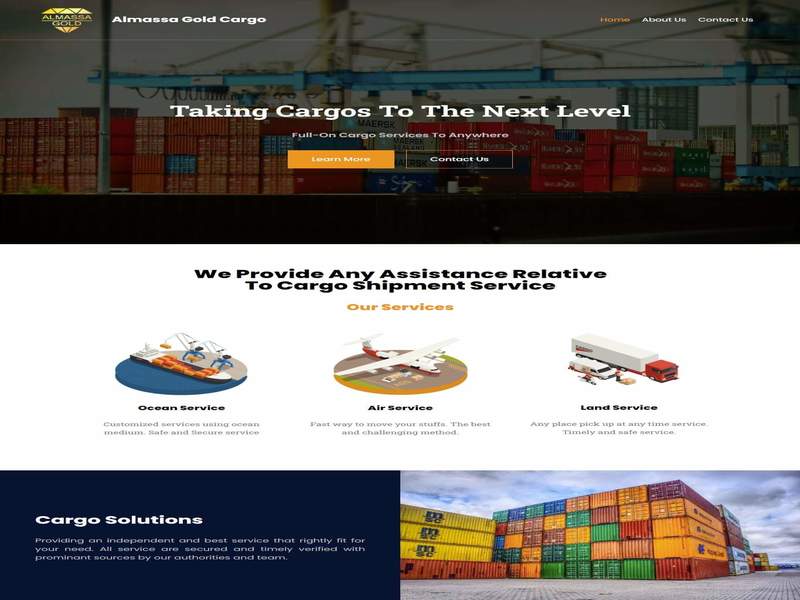 ALMASSA
GOLD
Almassa Gold Cargo
Home
About Us
Contact Us
Taking Cargos To The Next Level
Full-On Cargo Services To Anywhere
Learn More
Contact Us
MAERSK
MAERSK
SEALAND
MAERSK
We Provide Any Assistance Relative
To Cargo Shipment Service
Our Services
Ocean Service
Customized services using ocean
medium. Safe and Secure service
Air Service
Fast way to move your stuffs. The best
and challenging method.
Land Service
Any place pick up at any time service.
Timely and safe service.
Cargo Solutions
Providing an independent and best service that rightly fit for
your need. All service are secured and timely verified with
prominant sources by our authorities and team.